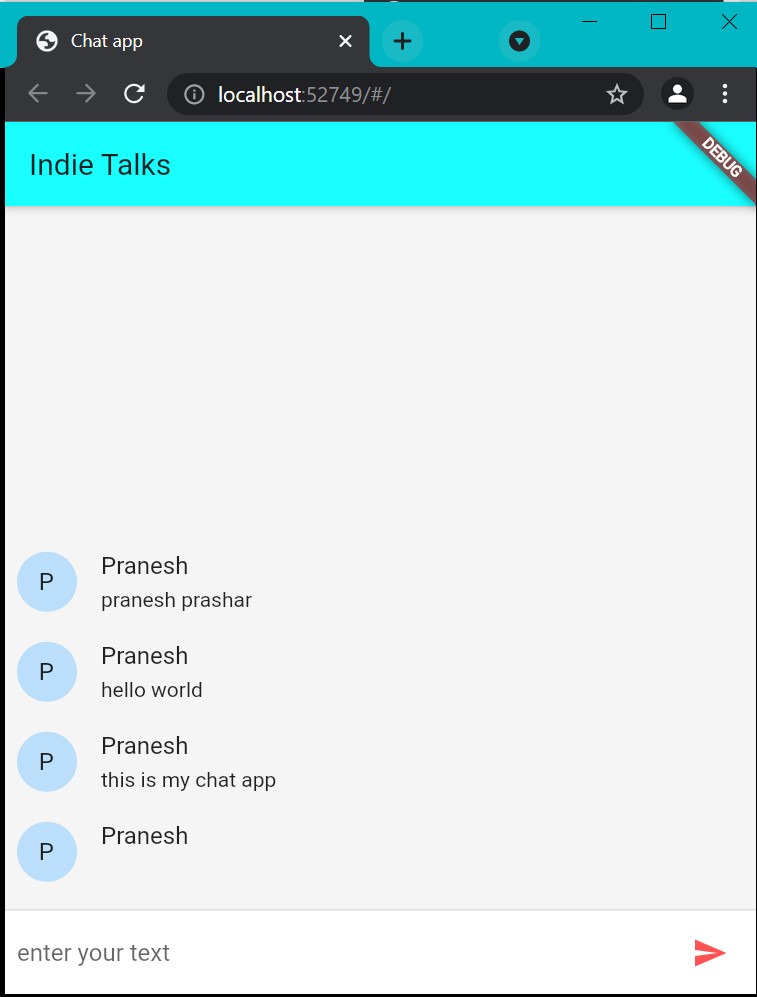 Chat app
localhost:52749/#/
Indie Talks
DEBUG
P
Pranesh
pranesh prashar
P
Pranesh
hello world
P
Pranesh
this is my chat app
P
Pranesh
enter your text